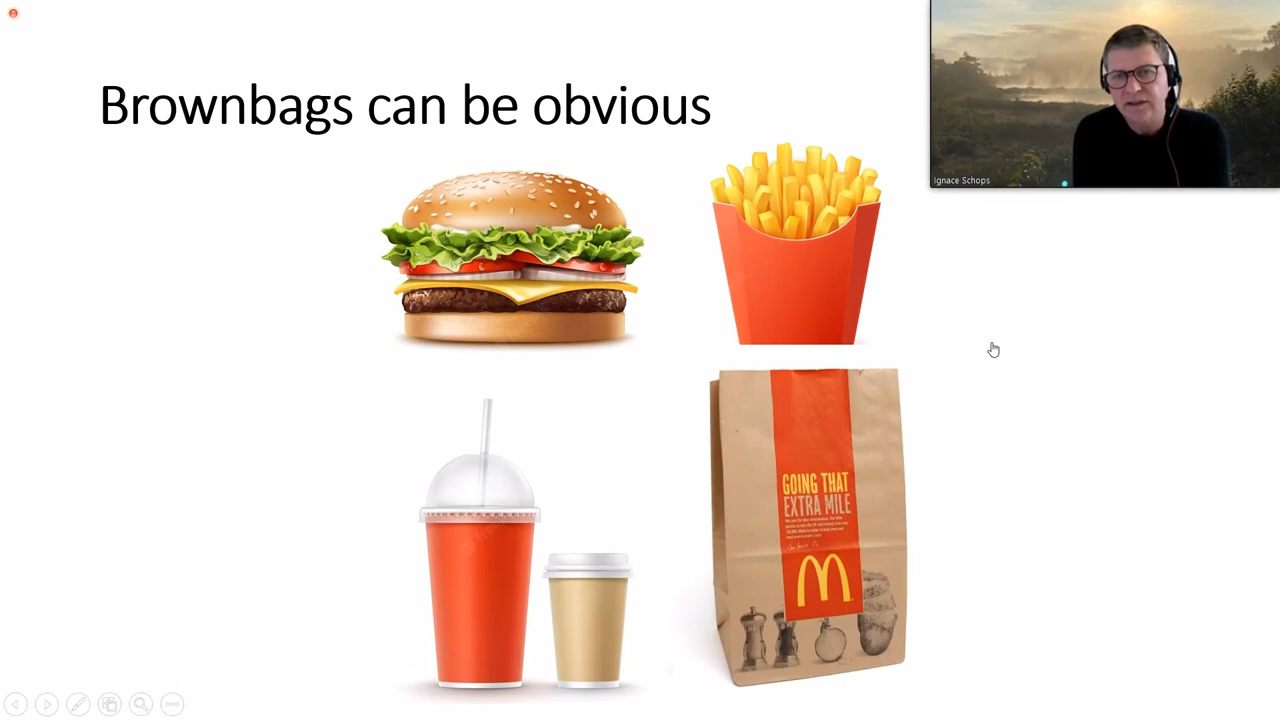 Brownbags can be obvious
Ignace Schops
GOING THAT
EXTRA MILE
M